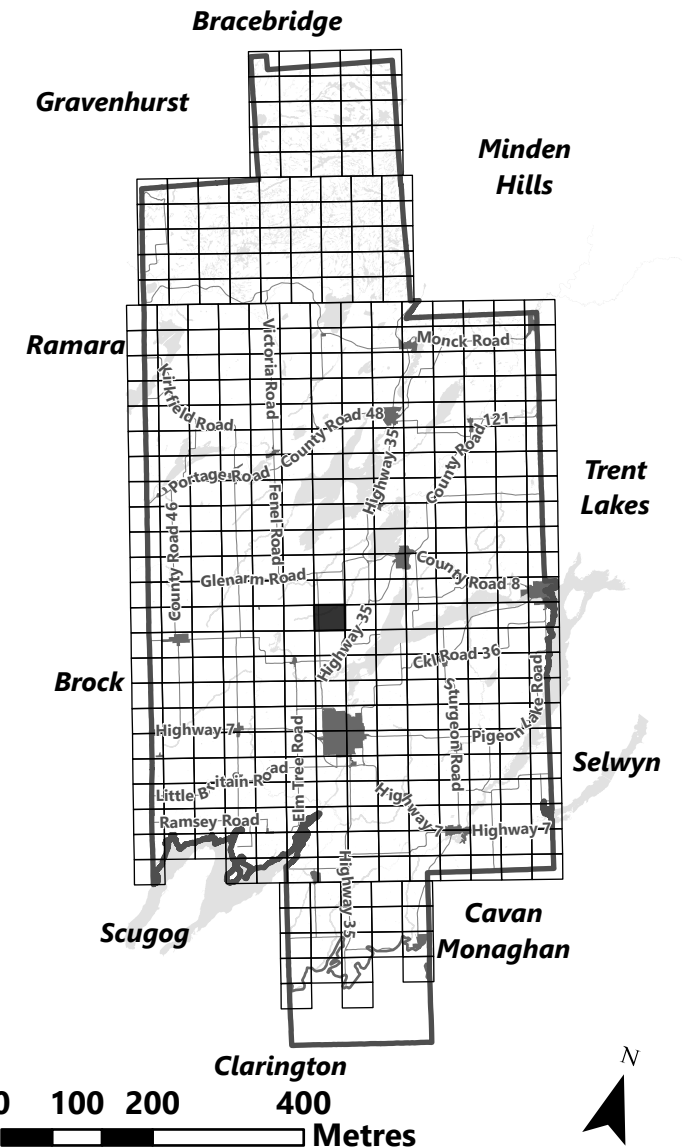 Bracebridge
Gravenhurst
Minden
Hills
Ramara
Victoria Road
Monck Road
Kirkfield Road
County Road 48
Highway 35
County Road 121
Portage Road
Trent
Lakes
County Road 46
Fenel Road
Glenarm Road
County Road 8
Highway 35
Ckl Road 36
Brock
Sturgeon Road
Pigeon Lake Road
Highway 7
Elm Tree Road
Selwyn
Little Britain Road
Highway 7
Ramsey Road
Highway 7
Highway 35
Scugog
Cavan
Monaghan
Clarington
N
0 100 200 400
Metres